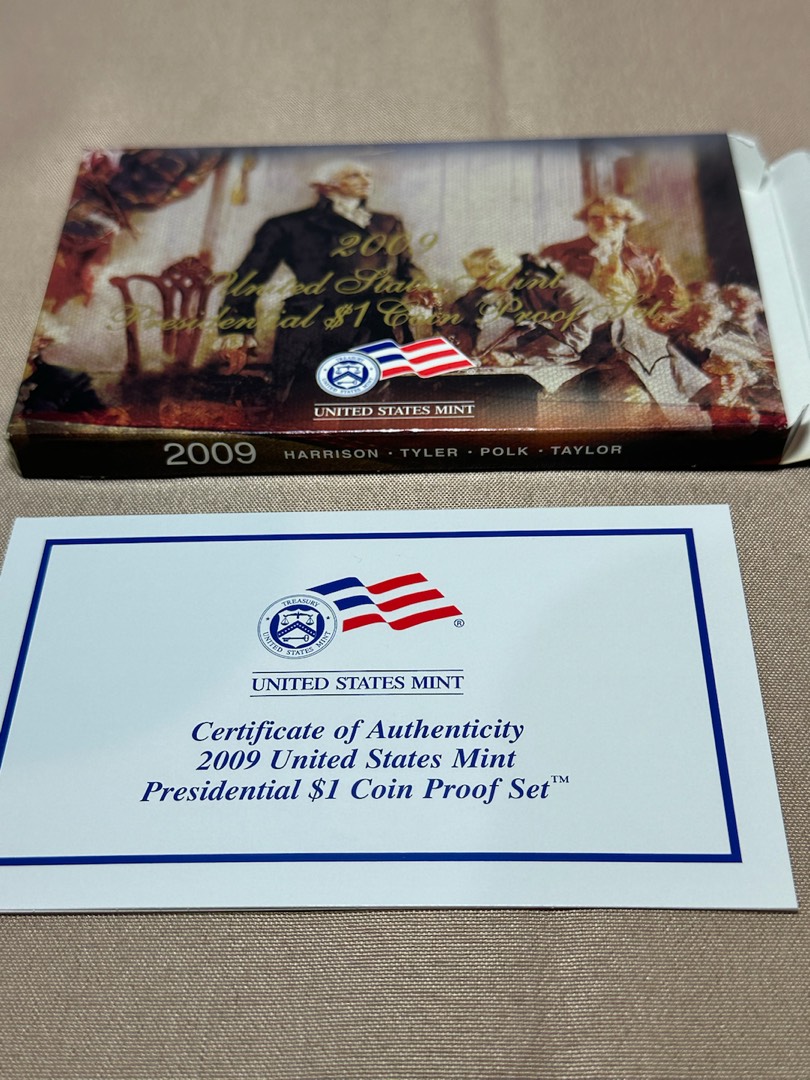 2009
United States Mint
Presidential $1 Coin Proof Set™
UNITED STATES MINT
2009 HARRISON · TYLER · POLK · TAYLOR
TREASURY
UNITED STATES MINT
®
UNITED STATES MINT
Certificate of Authenticity
2009 United States Mint
Presidential $1 Coin Proof Set™